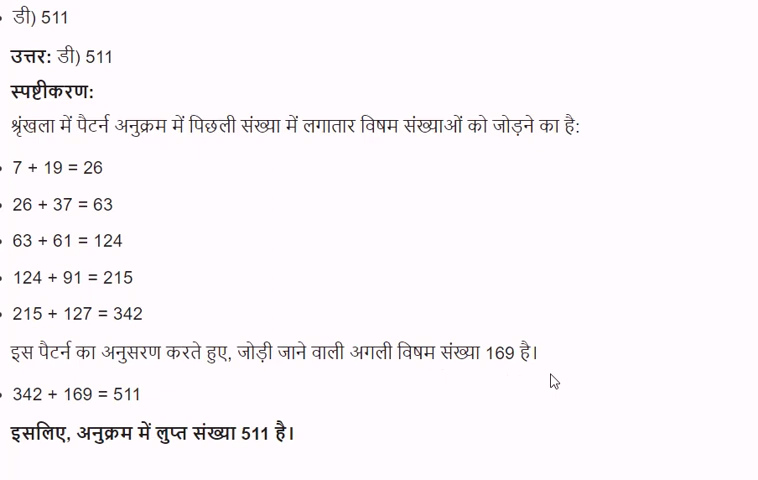 • डी) 511
उत्तर: डी) 511
स्पष्टीकरण:
श्रृंखला में पैटर्न अनुक्रम में पिछली संख्या में लगातार विषम संख्याओं को जोड़ने का है:
• 7 + 19 = 26
• 26 + 37 = 63
• 63 + 61 = 124
• 124 + 91 = 215
• 215 + 127 = 342
इस पैटर्न का अनुसरण करते हुए, जोड़ी जाने वाली अगली विषम संख्या 169 है।
• 342 + 169 = 511
इसलिए, अनुक्रम में लुप्त संख्या 511 है।